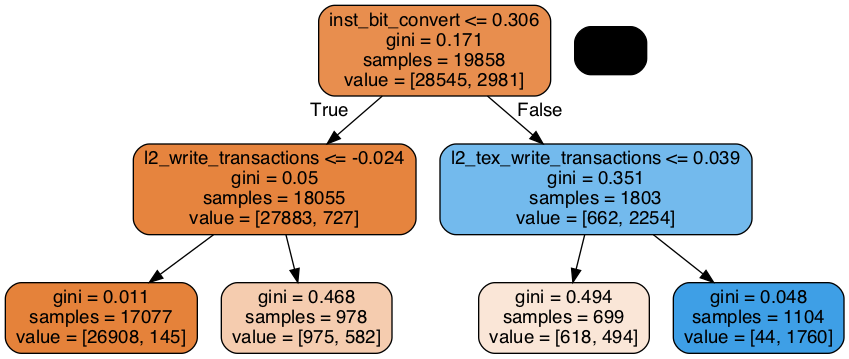 inst_bit_convert <= 0.306
gini = 0.171
samples = 19858
value = [28545, 2981]
True
False
l2_write_transactions <= -0.024
gini = 0.05
samples = 18055
value = [27883, 727]
l2_tex_write_transactions <= 0.039
gini = 0.351
samples = 1803
value = [662, 2254]
gini = 0.011
samples = 17077
value = [26908, 145]
gini = 0.468
samples = 978
value = [975, 582]
gini = 0.494
samples = 699
value = [618, 494]
gini = 0.048
samples = 1104
value = [44, 1760]